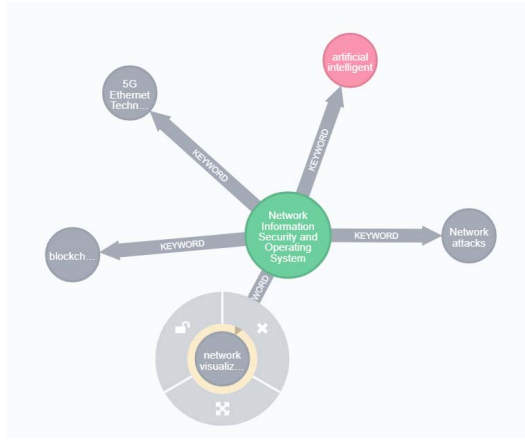 artificial
intelligent
5G
Ethernet
Techn...
KEYWORD
KEYWORD
Network
Information
Security and
Operating
System
KEYWORD
Network
attacks
KEYWORD
blockch...
WORD
network
visualiz...